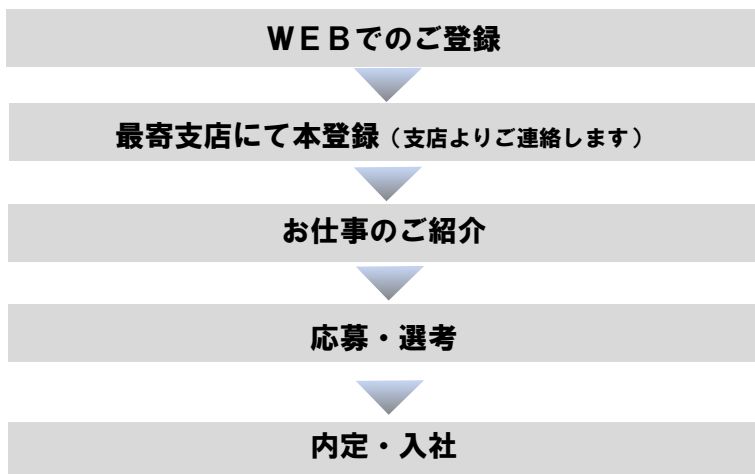 ＷＥＢでのご登録
最寄支店にて本登録（支店よりご連絡します）
お仕事のご紹介
応募・選考
内定・入社